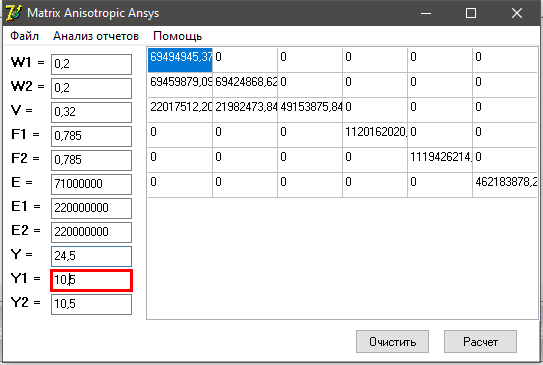 Matrix Anisotropic Ansys
Файл Анализ отчетов Помощь
W1 = 0,2
W2 = 0,2
V = 0,32
F1 = 0,785
F2 = 0,785
E = 71000000
E1 = 220000000
E2 = 220000000
Y = 24,5
Y1 = 10,5
Y2 = 10,5
69494945,37 0 0 0 0 0
69459879,09 69424868,62 0 0 0 0
22017512,20 21982473,84 49153875,84 0 0 0
0 0 0 1120162020, 0 0
0 0 0 0 1119426214, 0
0 0 0 0 0 462183878,2
Очистить Расчет